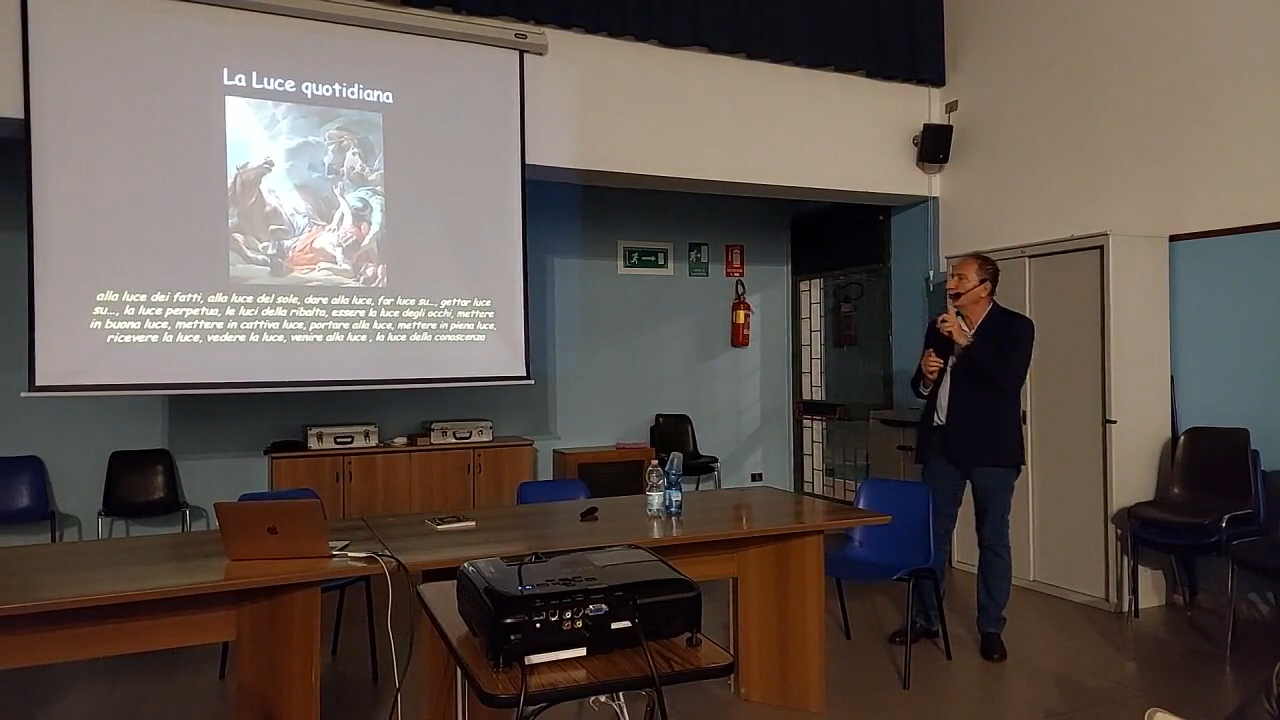 La Luce quotidiana
alla luce dei fatti, alla luce del sole, dare alla luce, far luce su..., gettar luce
su..., la luce perpetua, le luci della ribalta, essere la luce degli occhi, mettere
in buona luce, mettere in cattiva luce, portare alla luce, mettere in piena luce,
ricevere la luce, vedere la luce, venire alla luce , la luce della conoscenza